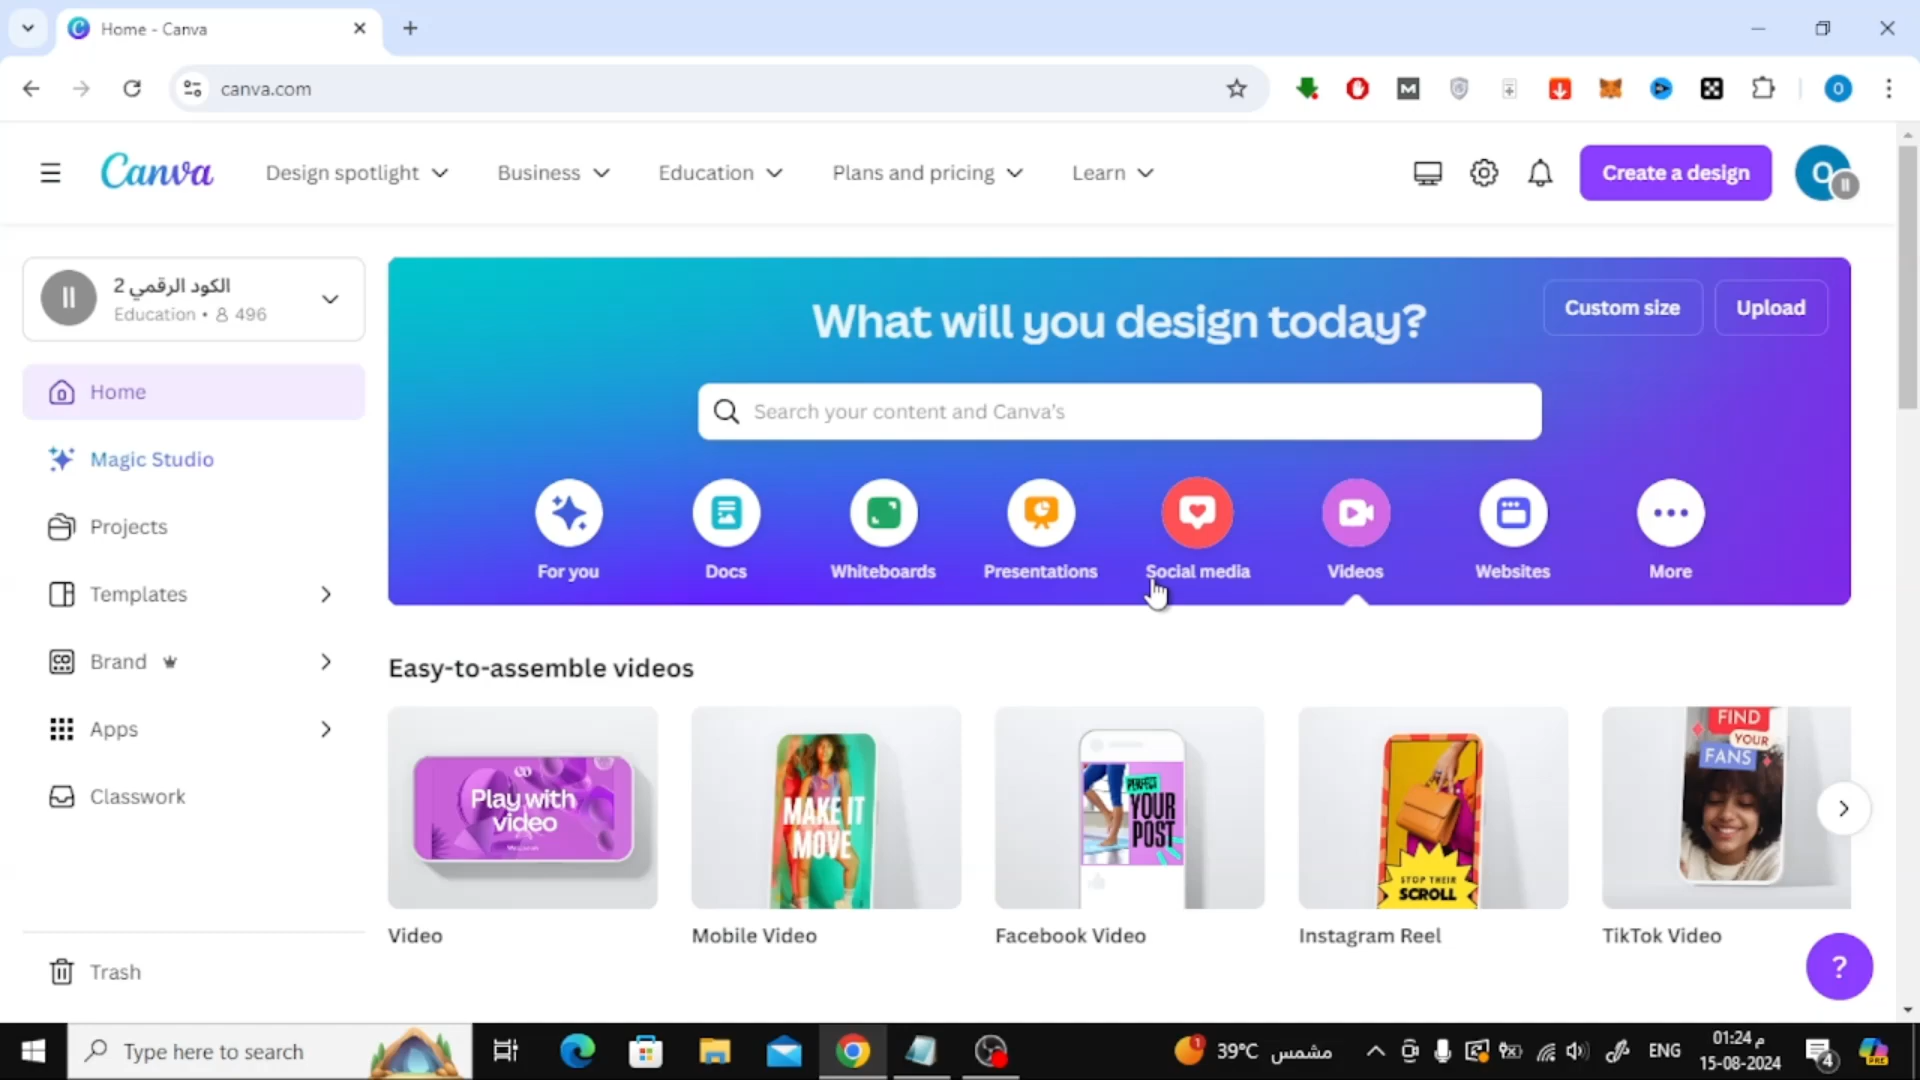 Home - Canva
canva.com
Canva
Design spotlight
Business
Education
Plans and pricing
Learn
Create a design
O
الكود الرقمي 2
Education • 496
Home
Magic Studio
Projects
Templates
Brand
Apps
Classwork
Trash
What will you design today?
Custom size
Upload
Search your content and Canva's
For you
Docs
Whiteboards
Presentations
Social media
Videos
Websites
More
Easy-to-assemble videos
Play with
video
MAKE IT
MOVE
PERFECT
YOUR
POST
STOP THEIR
SCROLL
FIND
YOUR
FANS
Video
Mobile Video
Facebook Video
Instagram Reel
TikTok Video
?
Type here to search
1
39°C مشمس
ENG
01:24 م
15-08-2024
4
PRE